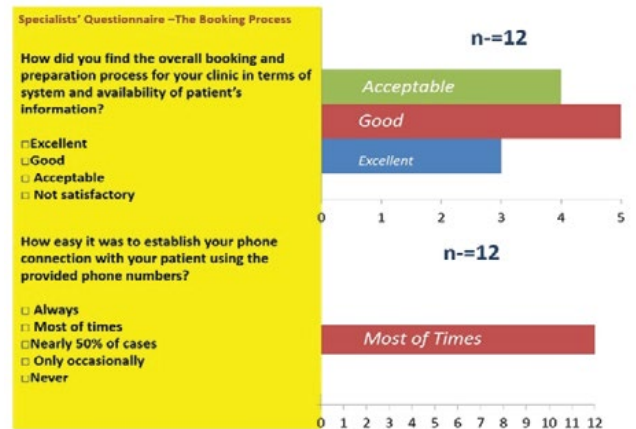 Specialists' Questionnaire –The Booking Process
How did you find the overall booking and
preparation process for your clinic in terms of
system and availability of patient's
information?
□Excellent
□Good
□ Acceptable
□ Not satisfactory
n-=12
Acceptable
Good
Excellent
0 1 2 3 4 5
How easy it was to establish your phone
connection with your patient using the
provided phone numbers?
□ Always
□ Most of times
□Nearly 50% of cases
□ Only occasionally
□Never
n-=12
Most of Times
0 1 2 3 4 5 6 7 8 9 10 11 12